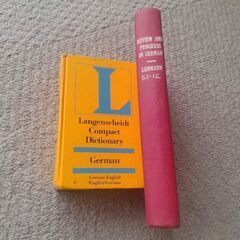 L
Langenscheidt
Compact
Dictionary
German
German-English
English-German
REVIEW AND
PROGRESS
IN GERMAN
LEHMANN